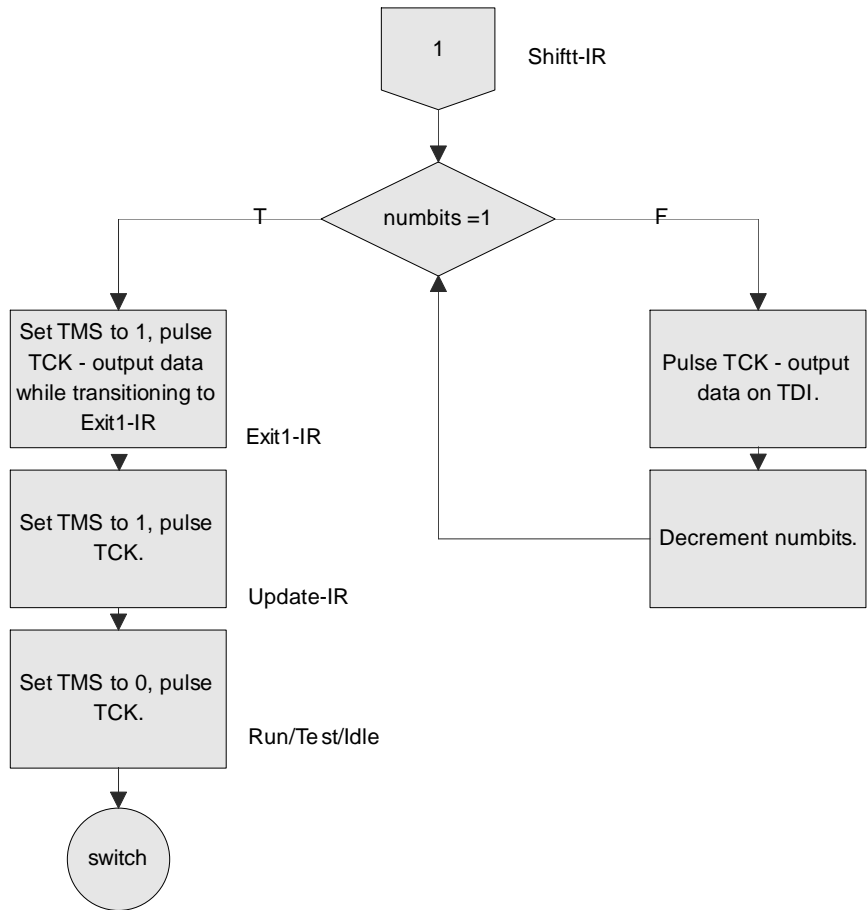 1
Shiftt-IR
numbits =1
T
F
Set TMS to 1, pulse
TCK - output data
while transitioning to
Exit1-IR
Exit1-IR
Pulse TCK - output
data on TDI.
Set TMS to 1, pulse
TCK.
Update-IR
Decrement numbits.
Set TMS to 0, pulse
TCK.
Run/Test/Idle
switch